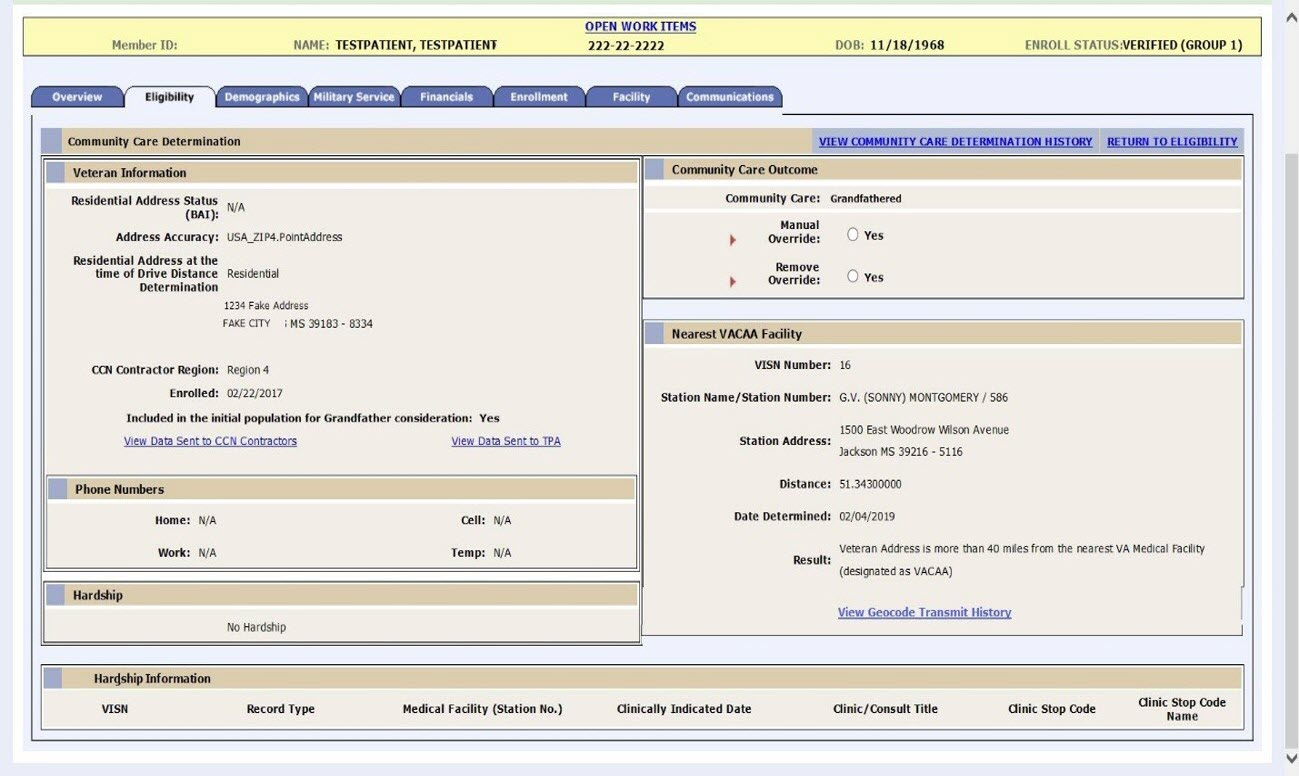 OPEN WORK ITEMS
Member ID: NAME: TESTPATIENT, TESTPATIENT 222-22-2222 DOB: 11/18/1968 ENROLL STATUS:VERIFIED (GROUP 1)
Overview Eligibility Demographics Military Service Financials Enrollment Facility Communications
Community Care Determination VIEW COMMUNITY CARE DETERMINATION HISTORY RETURN TO ELIGIBILITY
Veteran Information
Residential Address Status
(BAI): N/A
Address Accuracy: USA_ZIP4.PointAddress
Residential Address at the
time of Drive Distance Residential
Determination
1234 Fake Address
FAKE CITY MS 39183 - 8334
CCN Contractor Region: Region 4
Enrolled: 02/22/2017
Included in the initial population for Grandfather consideration: Yes
View Data Sent to CCN Contractors View Data Sent to TPA
Phone Numbers
Home: N/A Cell: N/A
Work: N/A Temp: N/A
Hardship
No Hardship
Community Care Outcome
Community Care: Grandfathered
Manual
Override: Yes
Remove
Override: Yes
Nearest VACAA Facility
VISN Number: 16
Station Name/Station Number: G.V. (SONNY) MONTGOMERY / 586
Station Address: 1500 East Woodrow Wilson Avenue
Jackson MS 39216 - 5116
Distance: 51.34300000
Date Determined: 02/04/2019
Result: Veteran Address is more than 40 miles from the nearest VA Medical Facility
(designated as VACAA)
View Geocode Transmit History
Hardship Information
VISN Record Type Medical Facility (Station No.) Clinically Indicated Date Clinic/Consult Title Clinic Stop Code Clinic Stop Code
Name